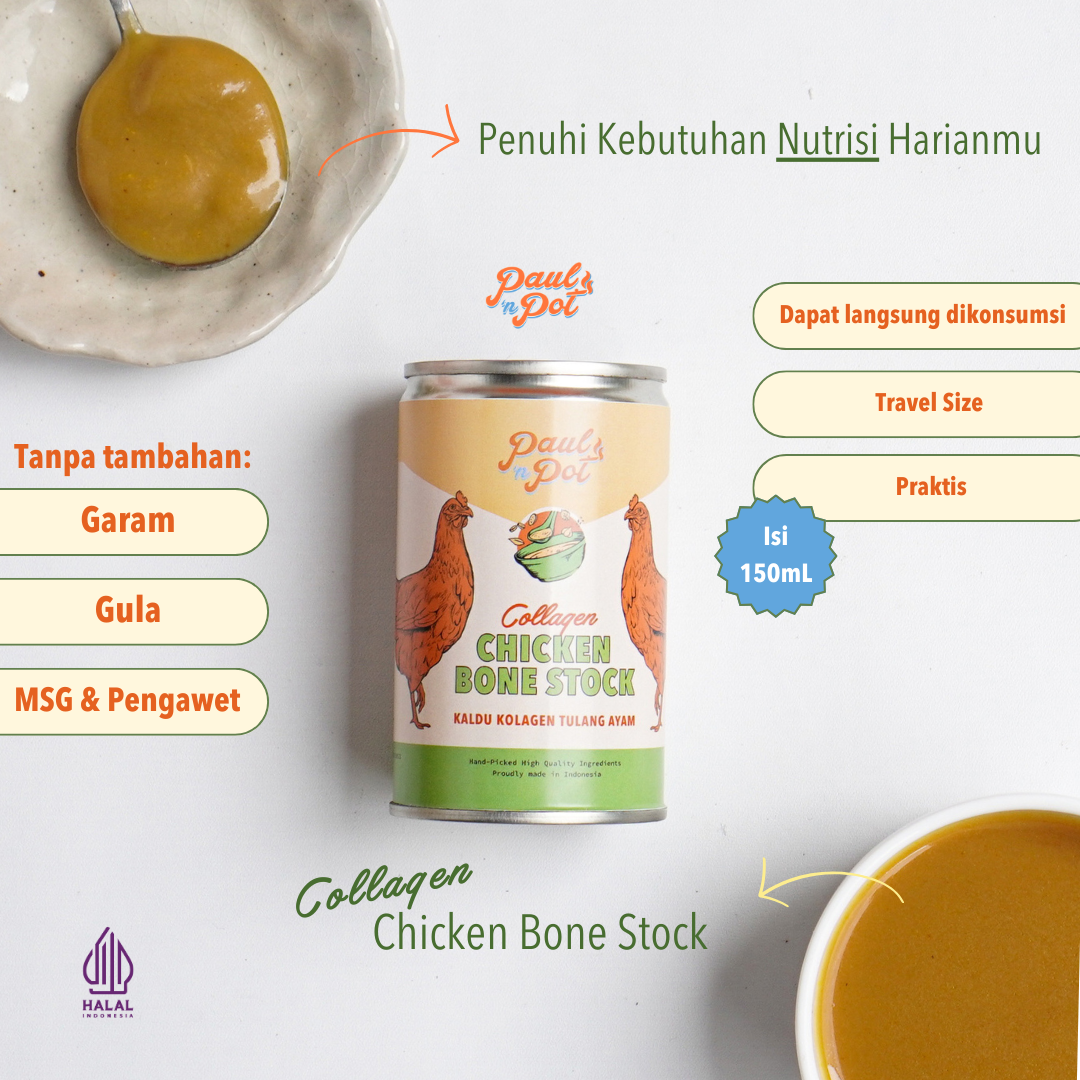 Penuhi Kebutuhan Nutrisi Harianmu
Paul
'n Pot
Dapat langsung dikonsumsi
Travel Size
Praktis
Isi
150mL
Tanpa tambahan:
Garam
Gula
MSG & Pengawet
Paul
'n Pot
Collagen
CHICKEN
BONE STOCK
KALDU KOLAGEN TULANG AYAM
Hand-Picked High Quality Ingredients
Proudly made in Indonesia
Collagen
Chicken Bone Stock
HALAL
INDONESIA